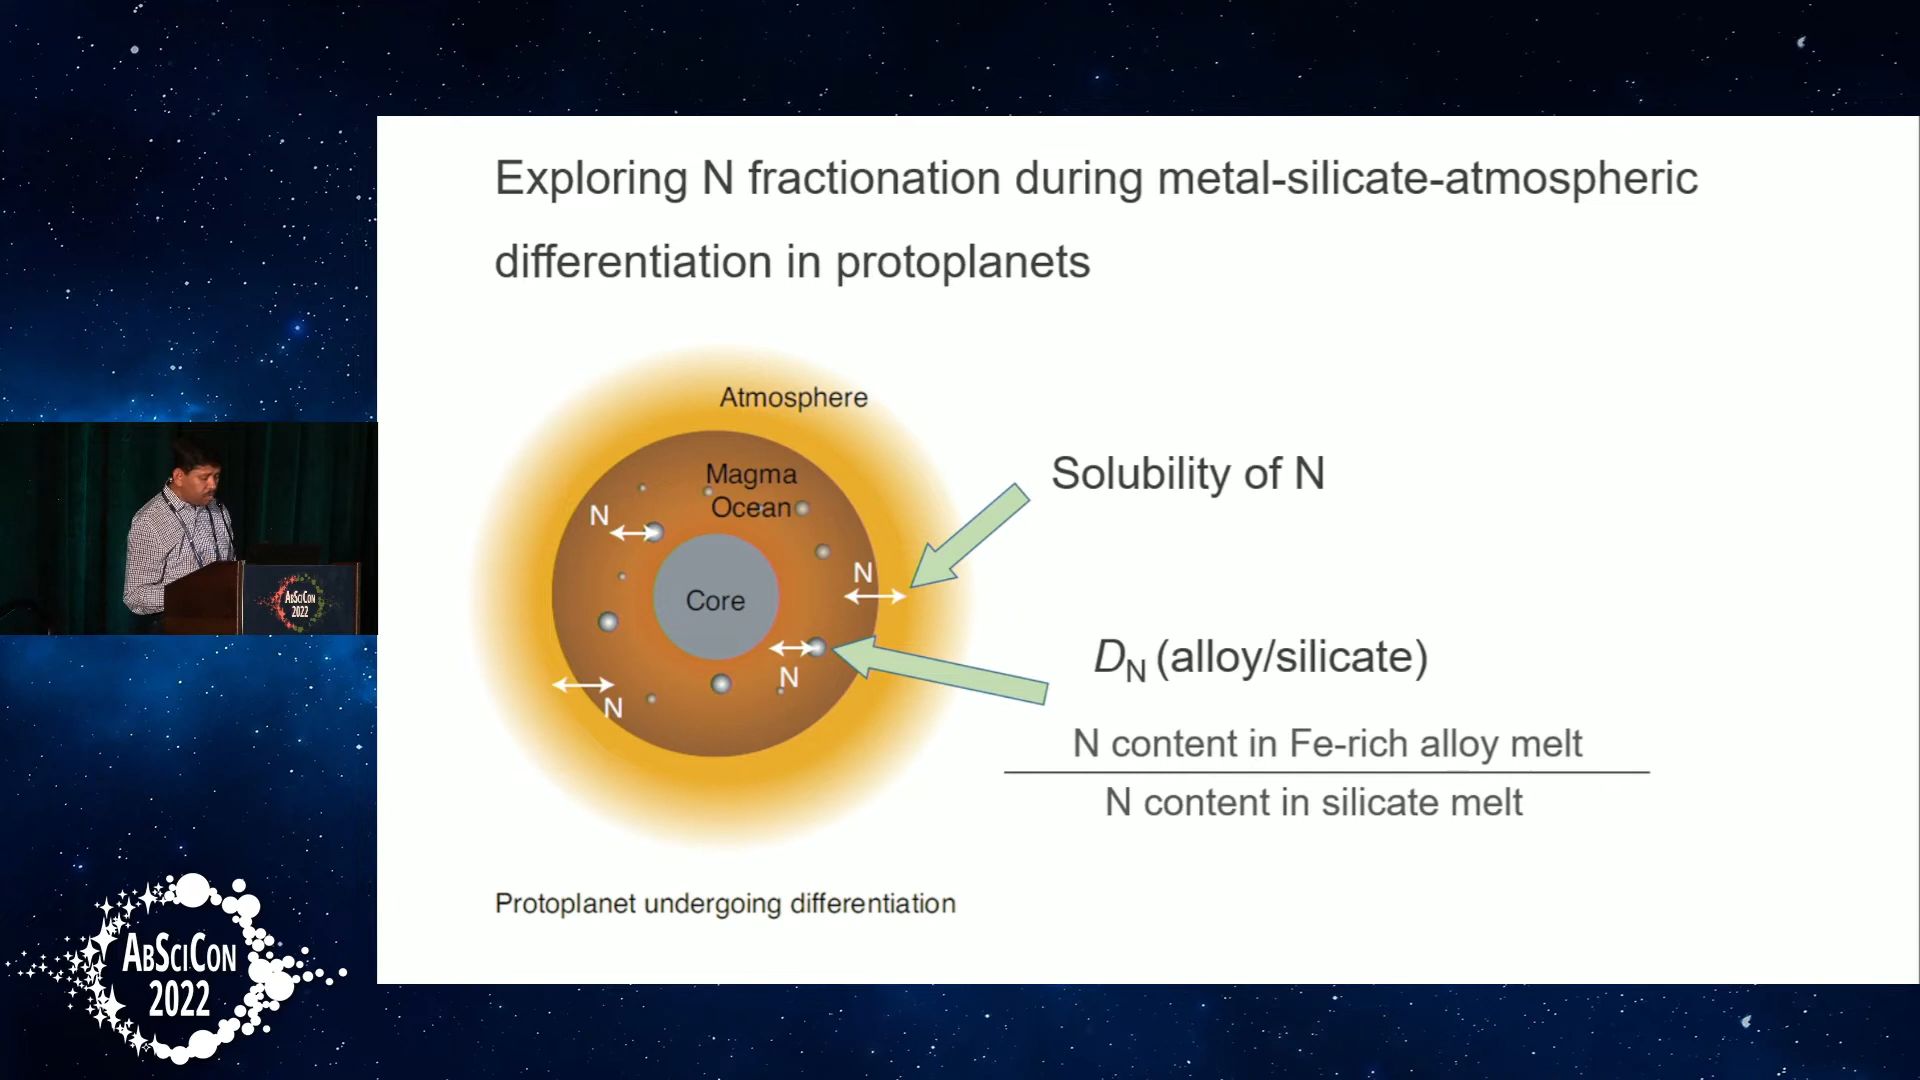 Exploring N fractionation during metal-silicate-atmospheric
differentiation in protoplanets
Atmosphere
Magma
Ocean
N
N
Core
N
N
Solubility of N
DN (alloy/silicate)
N content in Fe-rich alloy melt
N content in silicate melt
Protoplanet undergoing differentiation
ABSCICON
2022
ABSCICON
2022